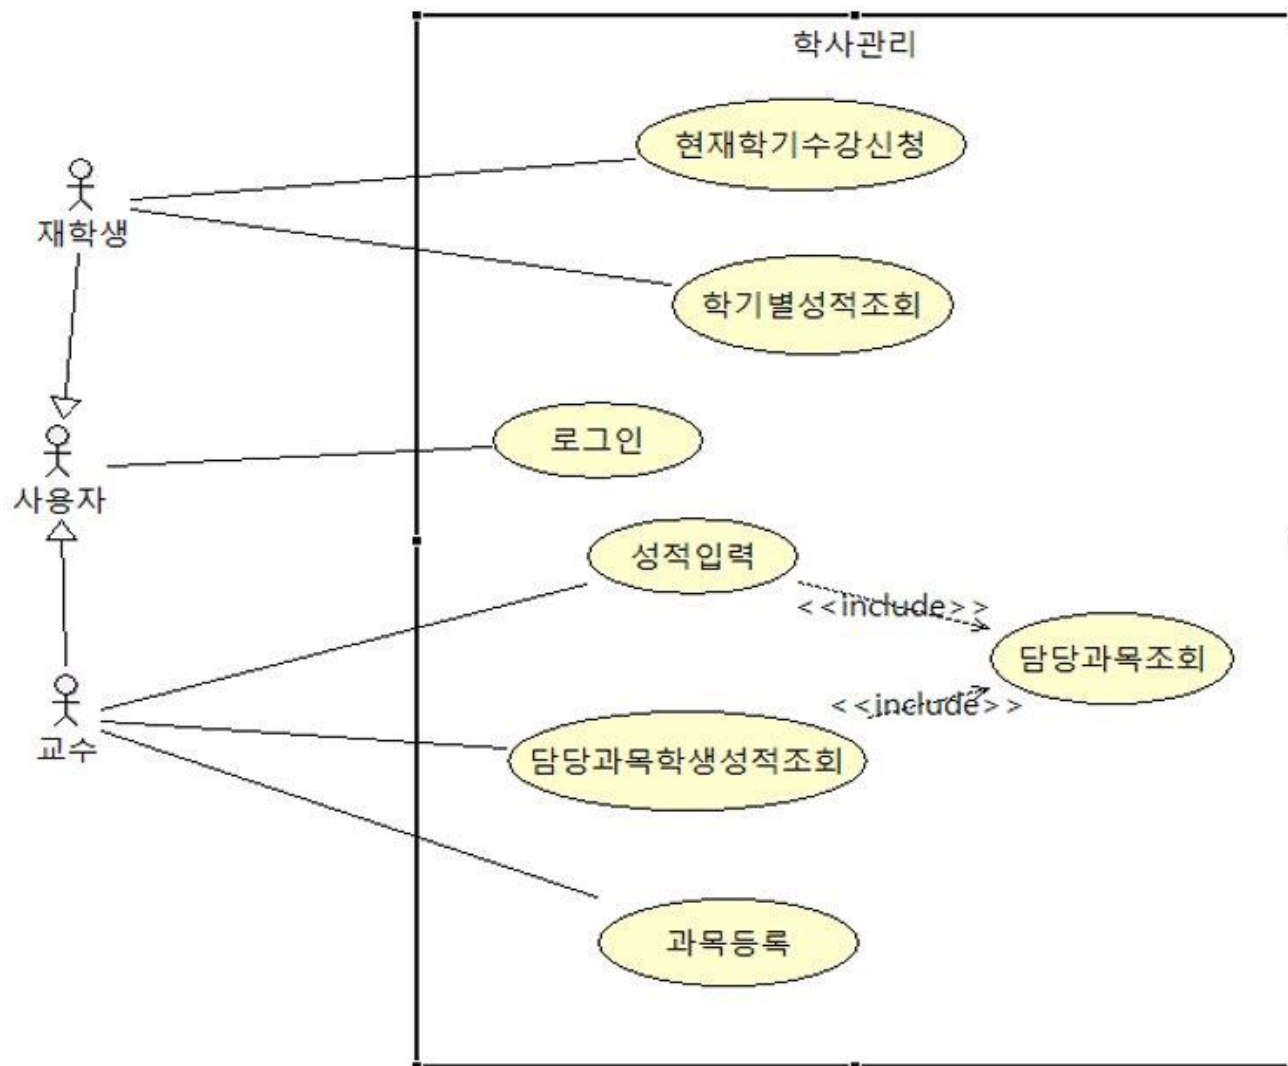 학사관리
현재학기수강신청
재학생
학기별성적조회
로그인
사용자
성적입력
<<include>>
담당과목조회
<<include>>
교수
담당과목학생성적조회
과목등록